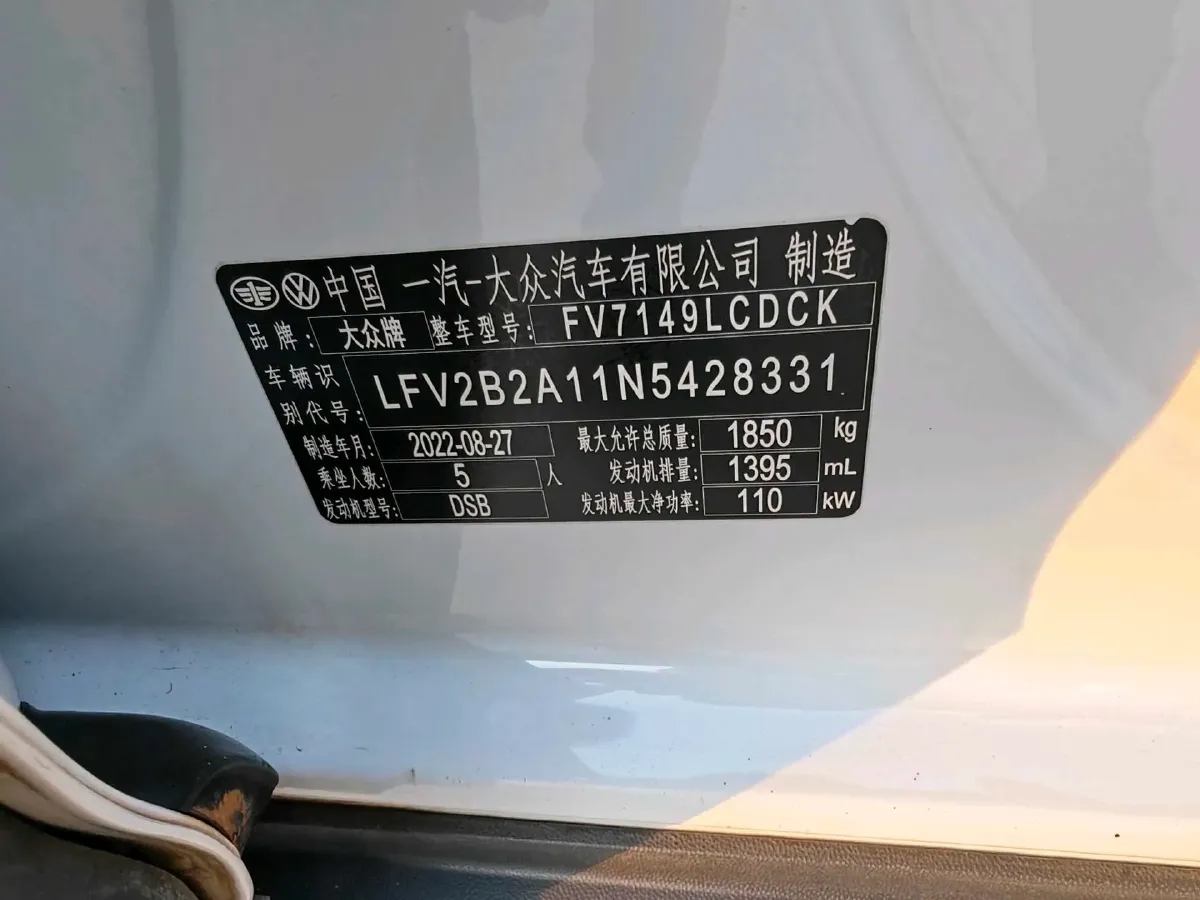 中国 一汽-大众汽车有限公司 制造
品牌: 大众牌 整车型号: FV7149LCDCK
车辆识别代号: LFV2B2A11N5428331
制造年月: 2022-08-27 最大允许总质量: 1850 kg
乘坐人数: 5 人 发动机排量: 1395 mL
发动机型号: DSB 发动机最大净功率: 110 kW